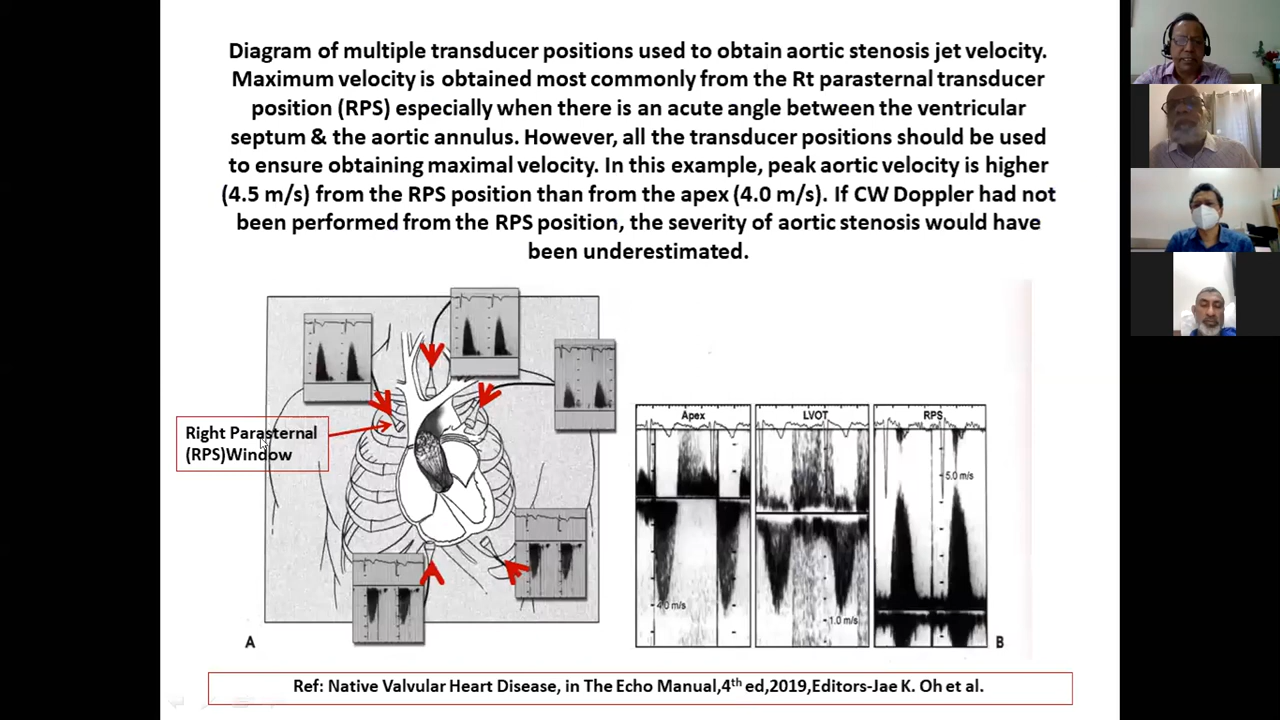 Diagram of multiple transducer positions used to obtain aortic stenosis jet velocity.
Maximum velocity is obtained most commonly from the Rt parasternal transducer
position (RPS) especially when there is an acute angle between the ventricular
septum & the aortic annulus. However, all the transducer positions should be used
to ensure obtaining maximal velocity. In this example, peak aortic velocity is higher
(4.5 m/s) from the RPS position than from the apex (4.0 m/s). If CW Doppler had not
been performed from the RPS position, the severity of aortic stenosis would have
been underestimated.
Right Parasternal
(RPS)Window
A
Apex
LVOT
RPS
5.0 m/s
4.0 m/s
1.0 m/s
B
Ref: Native Valvular Heart Disease, in The Echo Manual,4th ed,2019,Editors-Jae K. Oh et al.